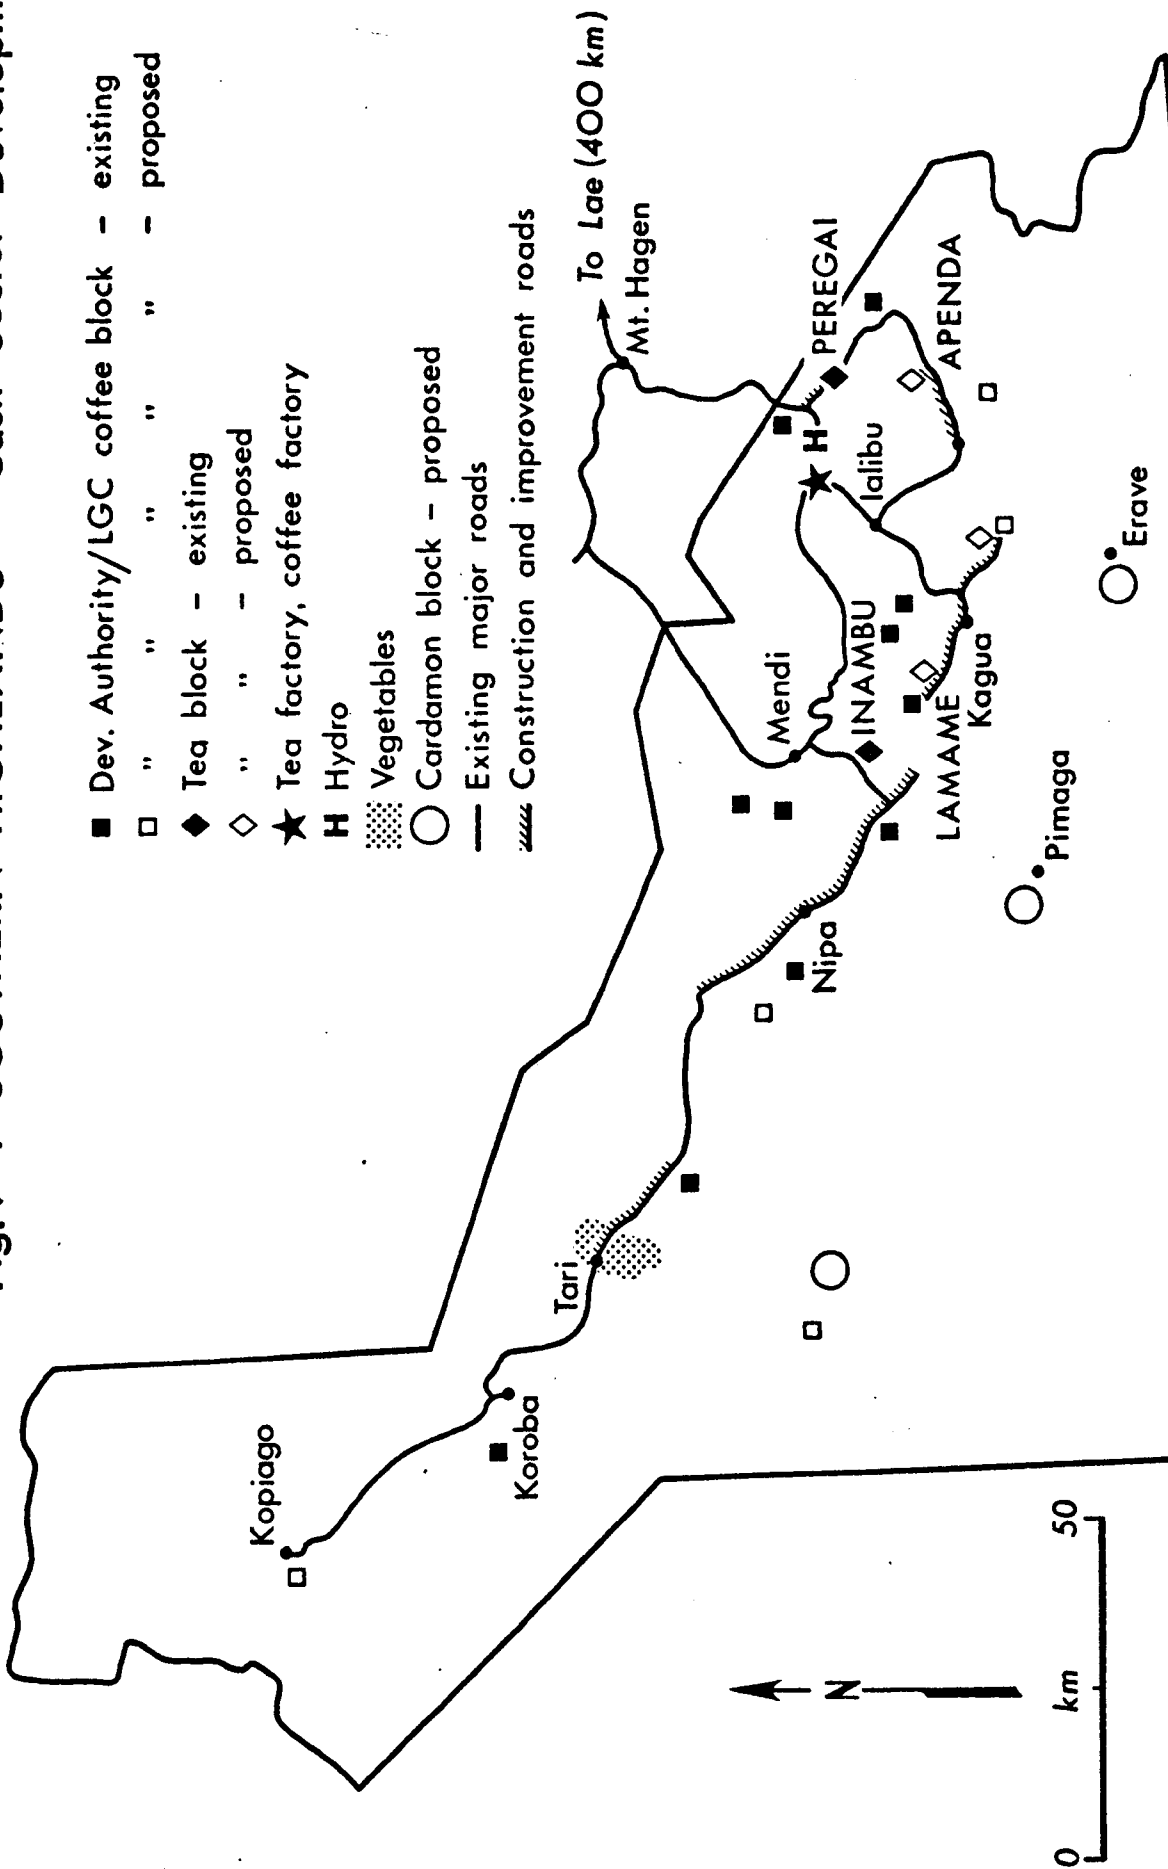 ■ Dev. Authority/LGC coffee block – existing
□ " " " " " – proposed
◆ Tea block – existing
◇ " " – proposed
★ Tea factory, coffee factory
H Hydro
Vegetables
○ Cardamon block – proposed
Existing major roads
Construction and improvement roads
To Lae (400 km)
Mt. Hagen
Kopiago
Koroba
Tari
Nipa
Mendi
H
PEREGAI
Ialibu
INAMBU
APENDA
LAMAME
Kagua
Pimaga
Erave
N
0 km 50